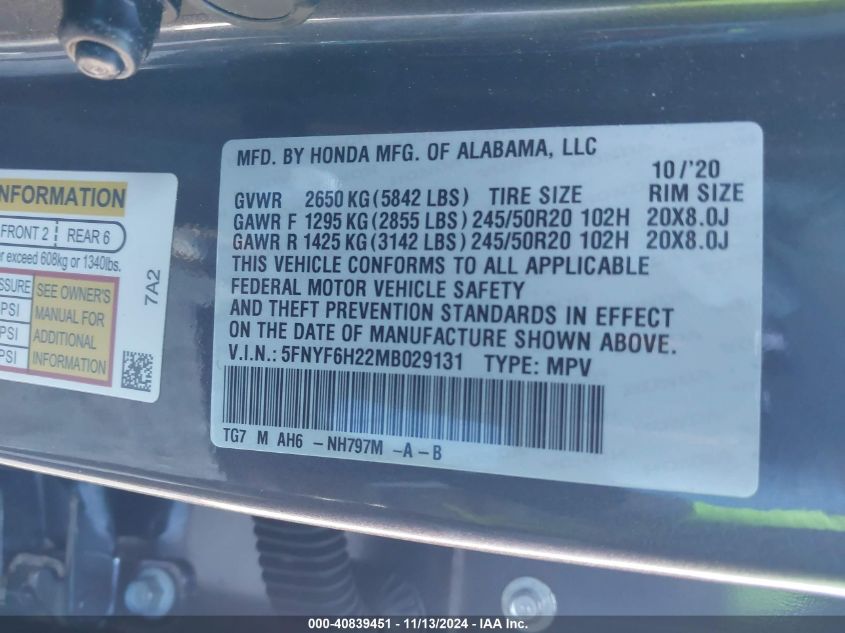 MFD. BY HONDA MFG. OF ALABAMA, LLC
10/'20
GVWR 2650 KG (5842 LBS) TIRE SIZE RIM SIZE
GAWR F 1295 KG (2855 LBS) 245/50R20 102H 20X8.0J
GAWR R 1425 KG (3142 LBS) 245/50R20 102H 20X8.0J
THIS VEHICLE CONFORMS TO ALL APPLICABLE
FEDERAL MOTOR VEHICLE SAFETY
AND THEFT PREVENTION STANDARDS IN EFFECT
ON THE DATE OF MANUFACTURE SHOWN ABOVE.
V.I.N.: 5FNYF6H22MB029131 TYPE: MPV
TG7 M AH6 -NH797M -A-B
NFORMATION
FRONT 2 REAR 6
r exceed 608kg or 1340lbs.
SSURE
PSI
PSI
PSI
SEE OWNER'S
MANUAL FOR
ADDITIONAL
INFORMATION
7A2
000-40839451 - 11/13/2024 - IAA Inc.